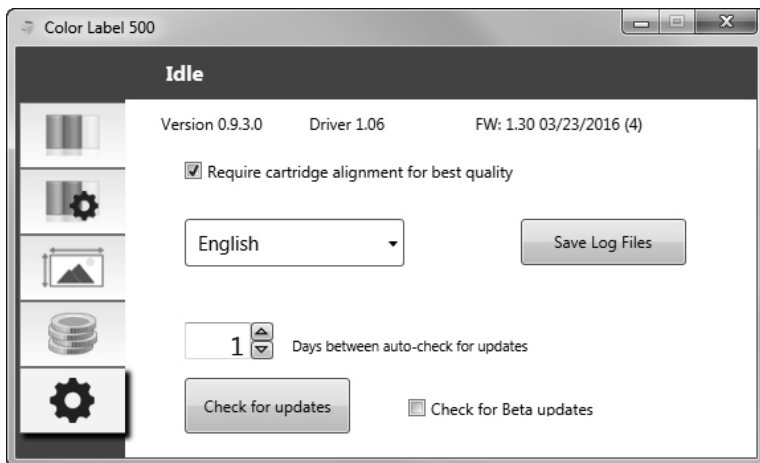 Color Label 500
Idle
Version 0.9.3.0 Driver 1.06 FW: 1.30 03/23/2016 (4)
Require cartridge alignment for best quality
English
Save Log Files
1 Days between auto-check for updates
Check for updates
Check for Beta updates